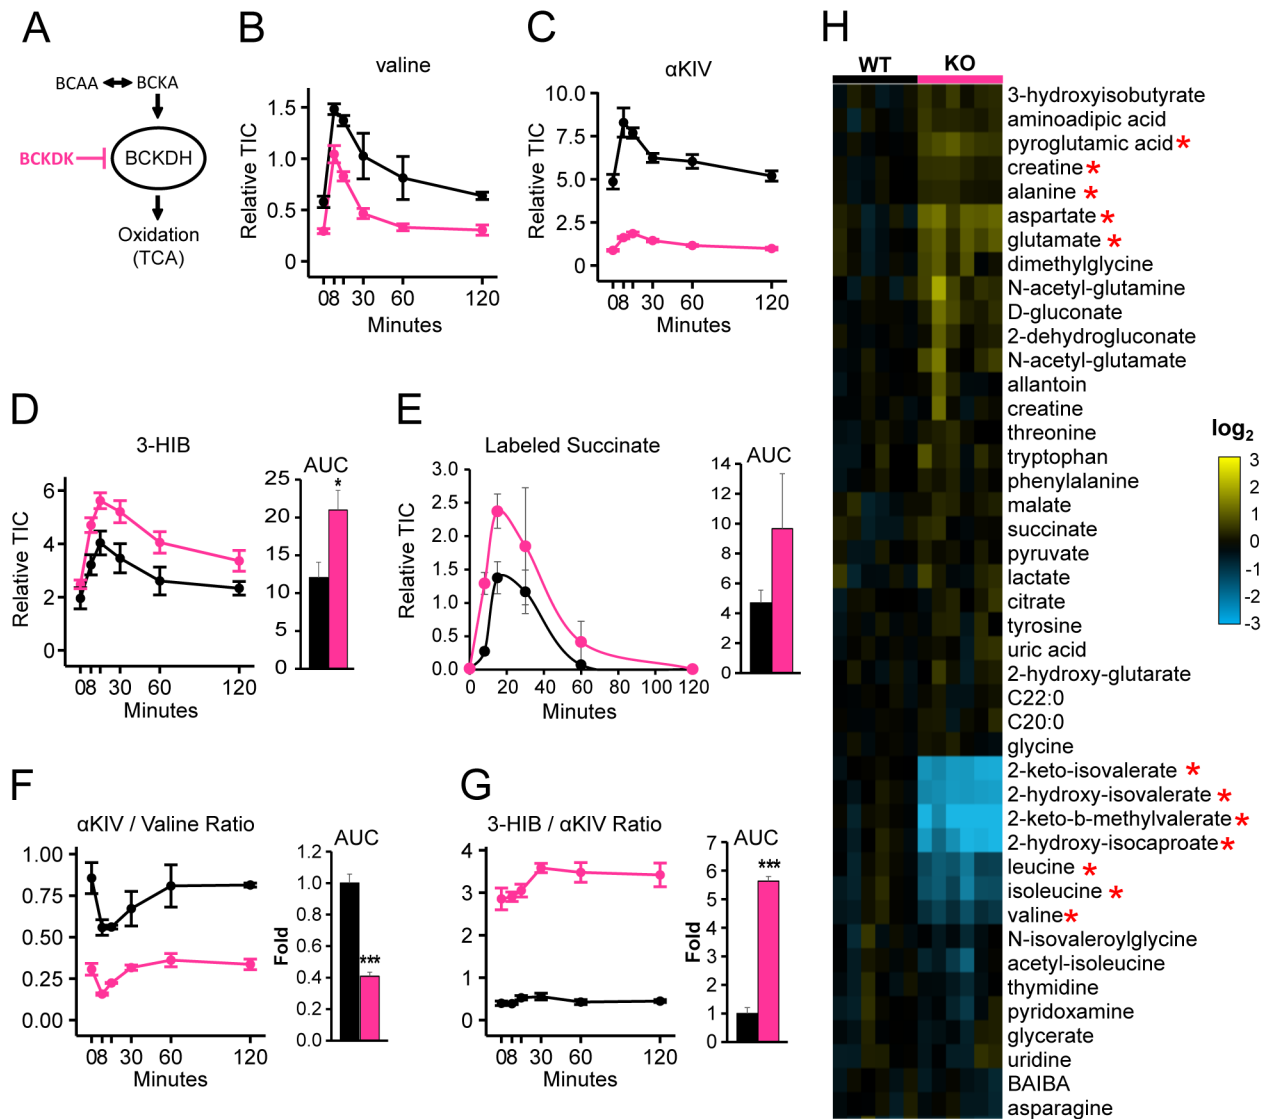 A
BCAA
BCKA
BCKDK
BCKDH
Oxidation
(TCA)
B
valine
Relative TIC
1.5
1.0
0.5
0
08 30 60 120
Minutes
C
αKIV
Relative TIC
10.0
7.5
5.0
2.5
0
08 30 60 120
Minutes
D
3-HIB
Relative TIC
6
4
2
0
08 30 60 120
Minutes
AUC
25
21
15
12
10
5
0
*
E
Labeled Succinate
Relative TIC
3.0
2.5
2.0
1.5
1.0
0.5
0.0
0 20 40 60 80 100 120
Minutes
AUC
14
12
10
8
6
4
2
0
F
αKIV / Valine Ratio
1.00
0.75
0.50
0.25
0.00
08 30 60 120
Minutes
AUC
Fold
1.2
1.0
0.8
0.6
0.4
0.2
0.0
***
G
3-HIB / αKIV Ratio
4
3
2
1
0
08 30 60 120
Minutes
AUC
Fold
7
6
5
4
3
2
1
0
***
H
WT KO
3-hydroxyisobutyrate
aminoadipic acid
pyroglutamic acid *
creatine *
alanine *
aspartate *
glutamate *
dimethylglycine
N-acetyl-glutamine
D-gluconate
2-dehydrogluconate
N-acetyl-glutamate
allantoin
creatine
threonine
tryptophan
phenylalanine
malate
succinate
pyruvate
lactate
citrate
tyrosine
uric acid
2-hydroxy-glutarate
C22:0
C20:0
glycine
2-keto-isovalerate *
2-hydroxy-isovalerate *
2-keto-b-methylvalerate *
2-hydroxy-isocaproate *
leucine *
isoleucine *
valine *
N-isovaleroylglycine
acetyl-isoleucine
thymidine
pyridoxamine
glycerate
uridine
BAIBA
asparagine
log2
3
2
1
0
-1
-2
-3